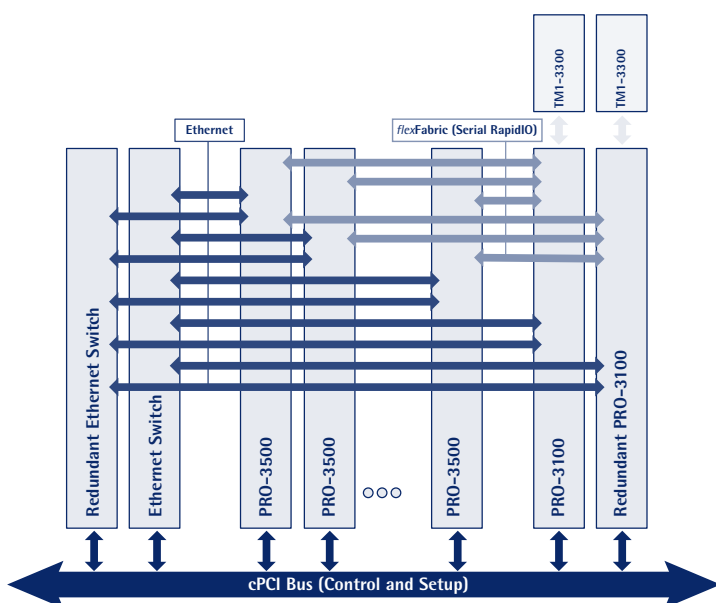 TM1-3300
TM1-3300
Ethernet
flexFabric (Serial RapidIO)
Redundant Ethernet Switch
Ethernet Switch
PRO-3500
PRO-3500
PRO-3500
PRO-3100
Redundant PRO-3100
cPCI Bus (Control and Setup)